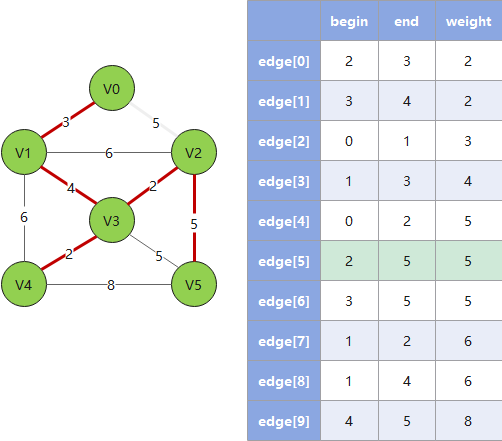 V0
3
5
V1
6
V2
4
2
6
V3
5
2
5
V4
8
V5
begin end weight
edge[0] 2 3 2
edge[1] 3 4 2
edge[2] 0 1 3
edge[3] 1 3 4
edge[4] 0 2 5
edge[5] 2 5 5
edge[6] 3 5 5
edge[7] 1 2 6
edge[8] 1 4 6
edge[9] 4 5 8